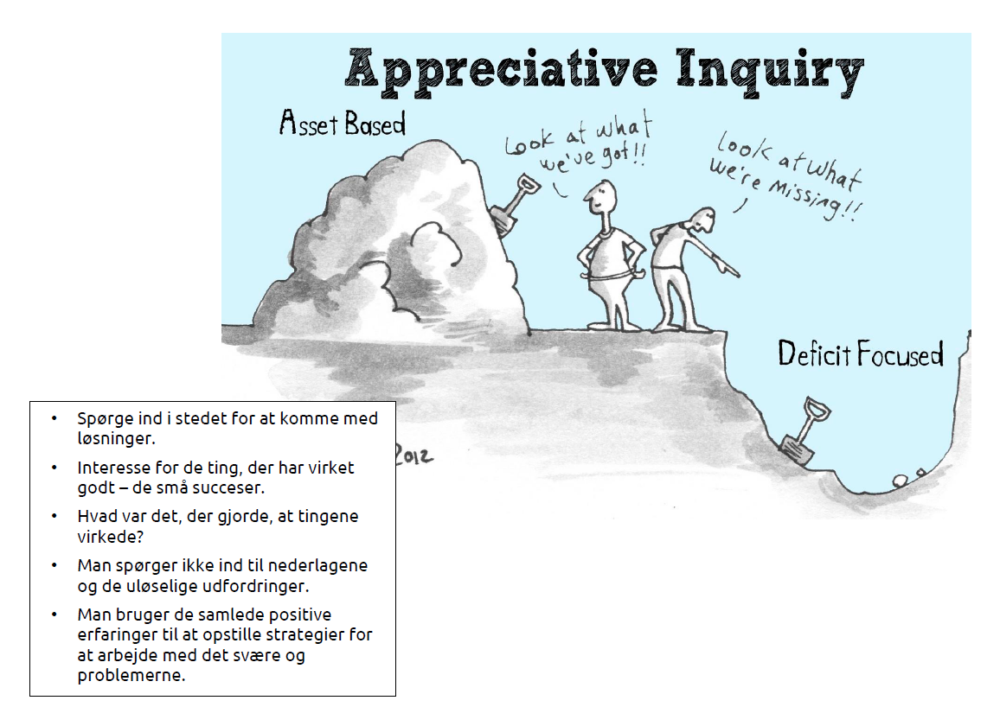 Appreciative Inquiry
Asset Based
Look at what
we've got!!
Look at what
we're missing!!
Deficit Focused
2012
• Spørge ind i stedet for at komme med
løsninger.
• Interesse for de ting, der har virket
godt – de små succeser.
• Hvad var det, der gjorde, at tingene
virkede?
• Man spørger ikke ind til nederlagene
og de uløselige udfordringer.
• Man bruger de samlede positive
erfaringer til at opstille strategier for
at arbejde med det svære og
problemerne.